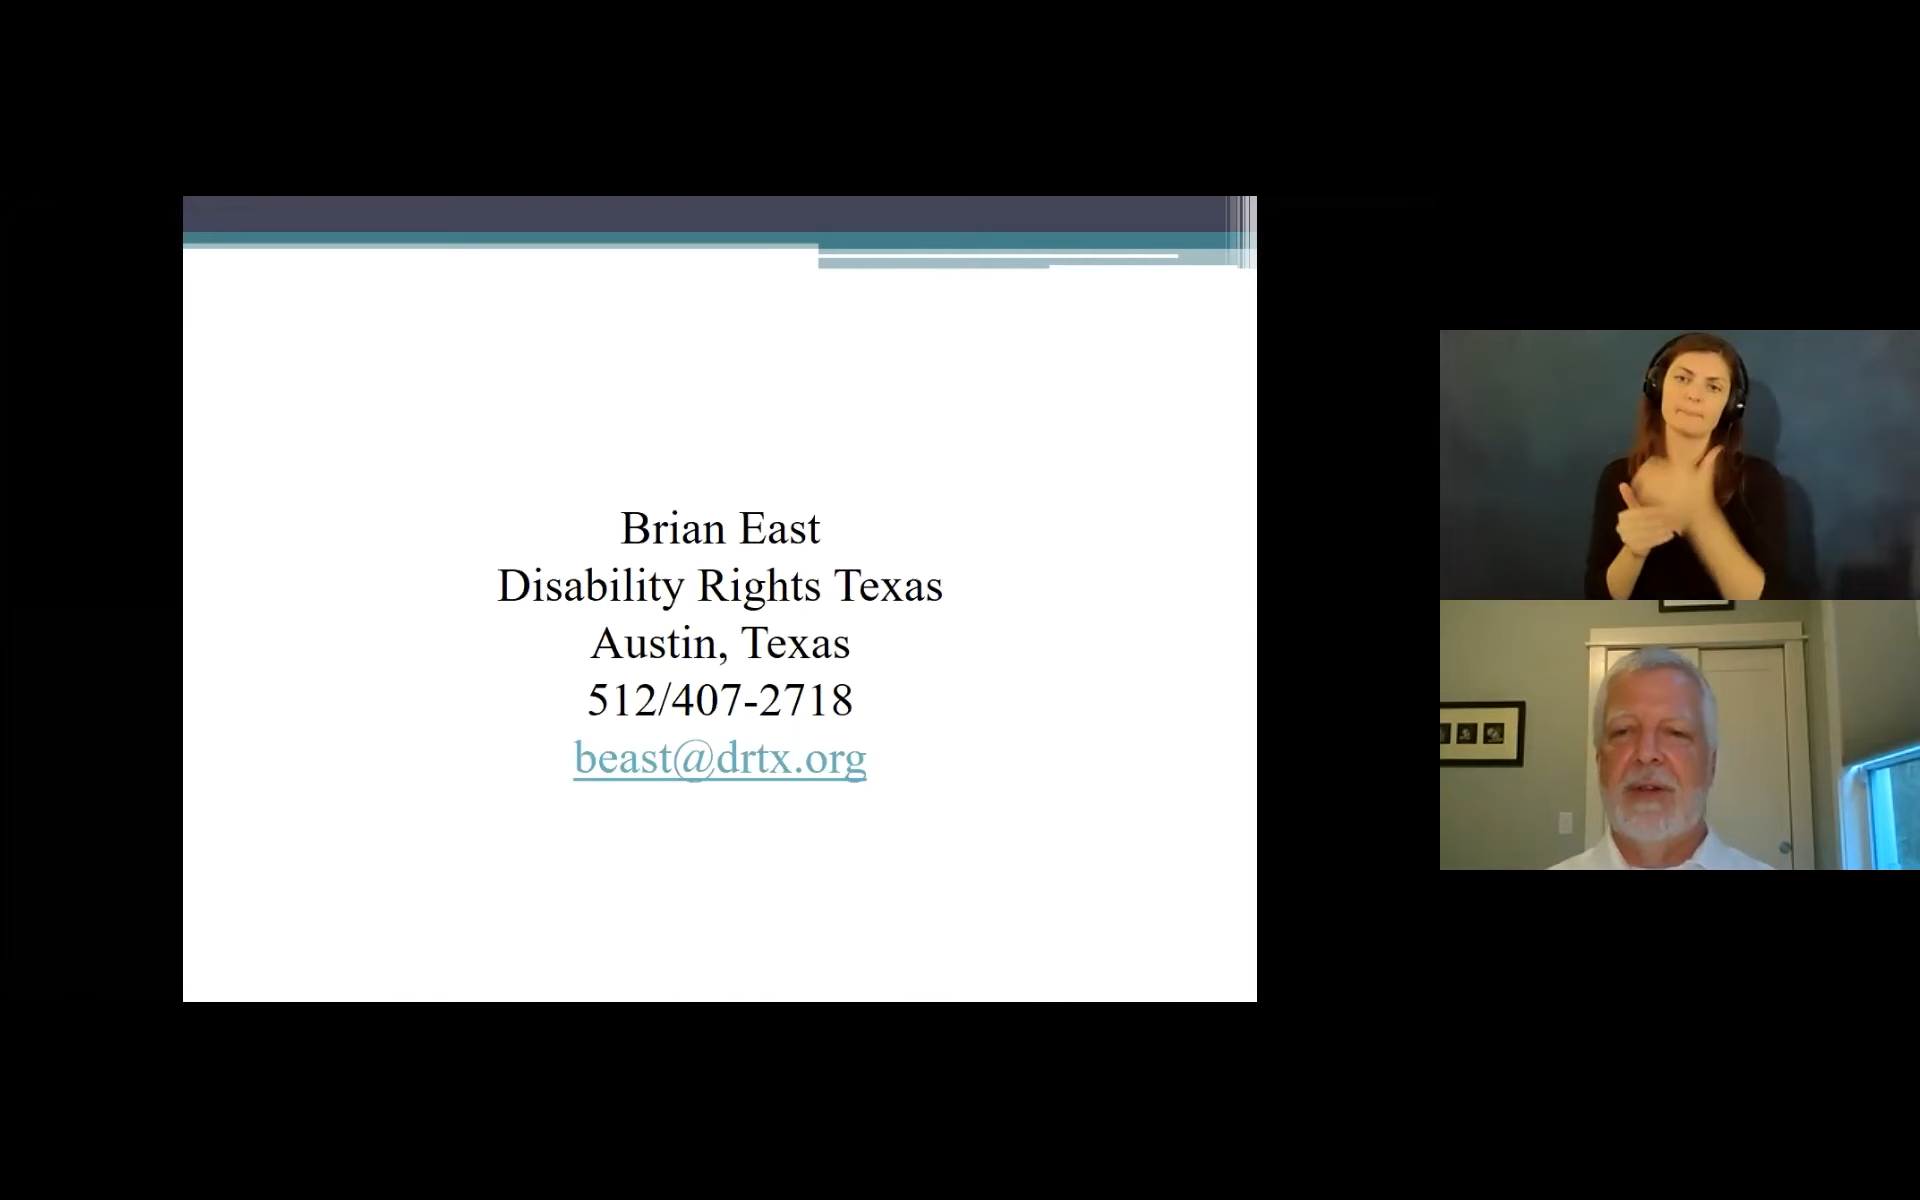 Brian East
Disability Rights Texas
Austin, Texas
512/407-2718
beast@drtx.org